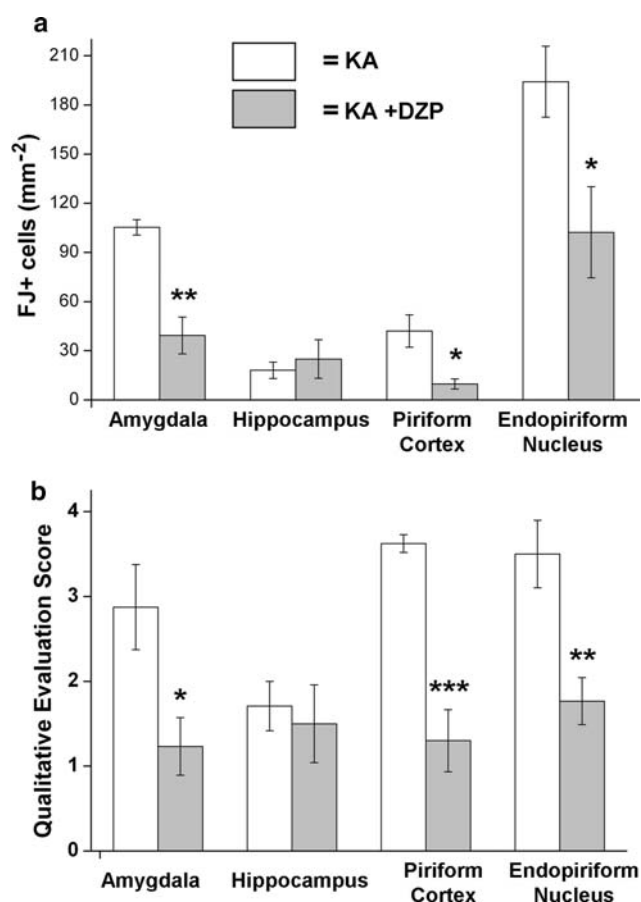 a
FJ+ cells (mm-2)
210
180
150
120
90
60
30
0
= KA
= KA +DZP
**
*
*
Amygdala
Hippocampus
Piriform
Cortex
Endopiriform
Nucleus
b
Qualitative Evaluation Score
4
3
2
1
0
*
***
**
Amygdala
Hippocampus
Piriform
Cortex
Endopiriform
Nucleus